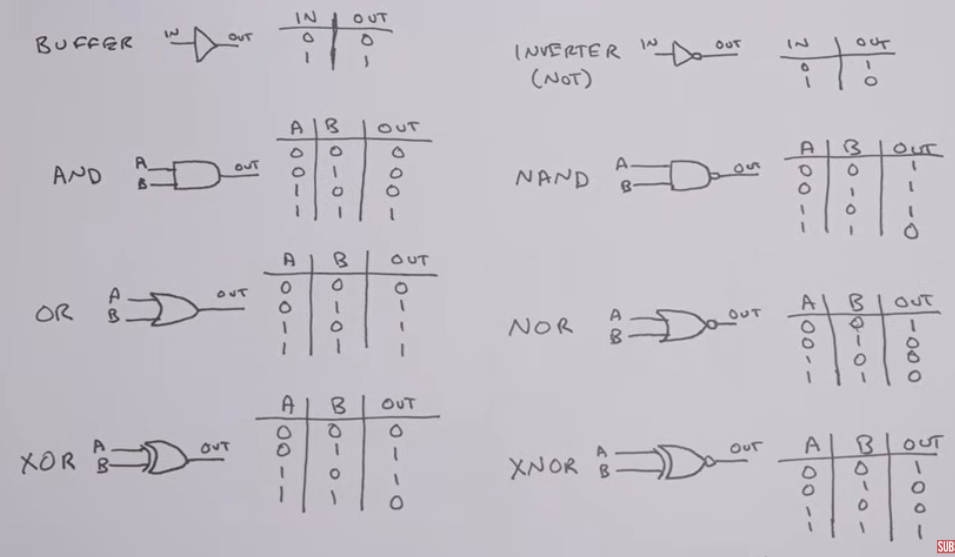 BUFFER IN OUT
IN OUT
0 0
1 1
INVERTER (NOT) IN OUT
IN OUT
0 1
1 0
AND A B OUT
A B OUT
0 0 0
0 1 0
1 0 0
1 1 1
NAND A B OUT
A B OUT
0 0 1
0 1 1
1 0 1
1 1 0
OR A B OUT
A B OUT
0 0 0
0 1 1
1 0 1
1 1 1
NOR A B OUT
A B OUT
0 0 1
0 1 0
1 0 0
1 1 0
XOR A B OUT
A B OUT
0 0 0
0 1 1
1 0 1
1 1 0
XNOR A B OUT
A B OUT
0 0 1
0 1 0
1 0 0
1 1 1
SUB